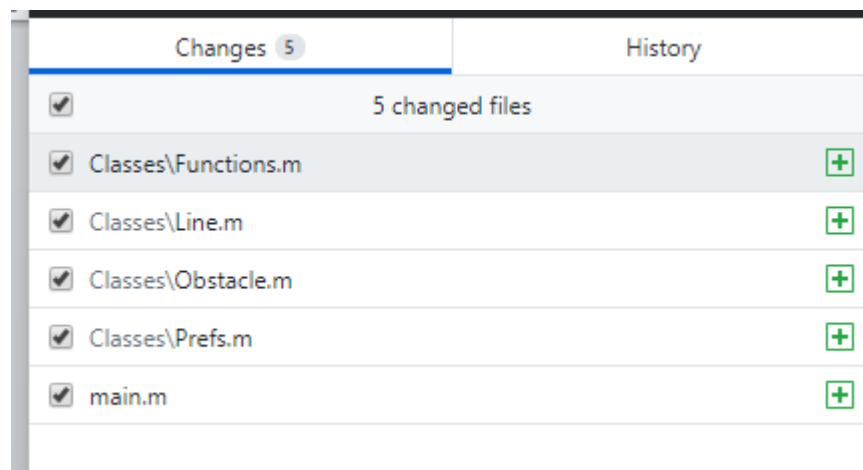 Changes 5 History
5 changed files
Classes\Functions.m
Classes\Line.m
Classes\Obstacle.m
Classes\Prefs.m
main.m